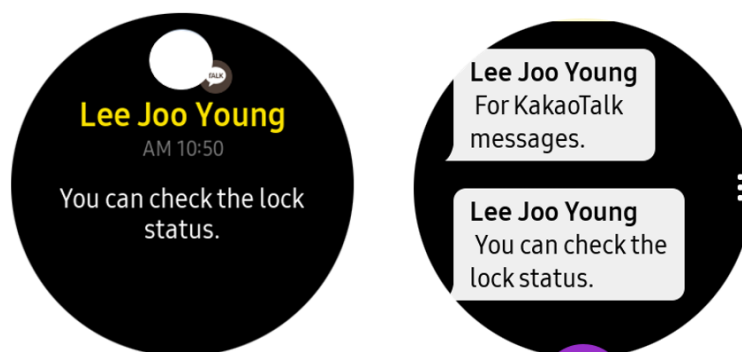 TALK
Lee Joo Young
AM 10:50
You can check the lock
status.
Lee Joo Young
For KakaoTalk
messages.
Lee Joo Young
You can check the
lock status.